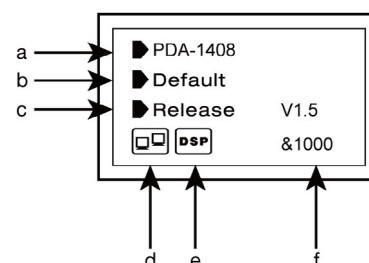 a PDA-1408
b Default
c Release V1.5
DSP &1000
d e f